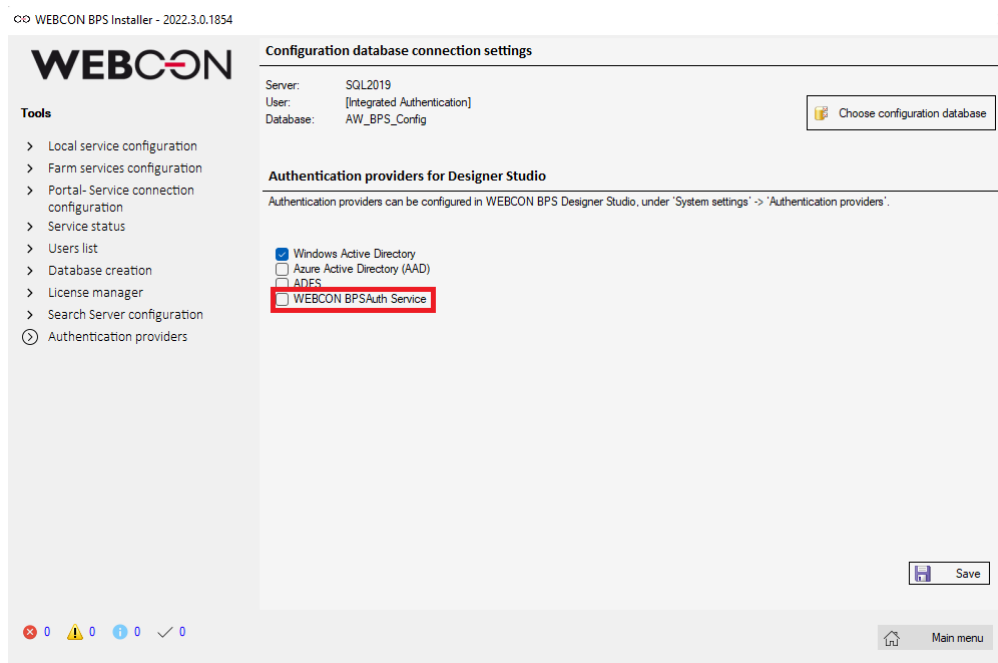 WEBCON BPS Installer - 2022.3.0.1854
WEBCON
Tools
Local service configuration
Farm services configuration
Portal- Service connection
configuration
Service status
Users list
Database creation
License manager
Search Server configuration
Authentication providers
Configuration database connection settings
Server: SQL2019
User: [Integrated Authentication]
Database: AW_BPS_Config
Choose configuration database
Authentication providers for Designer Studio
Authentication providers can be configured in WEBCON BPS Designer Studio, under 'System settings' -> 'Authentication providers'.
Windows Active Directory
Azure Active Directory (AAD)
ADFS
WEBCON BPSAuth Service
Save
0 0 0 0
Main menu